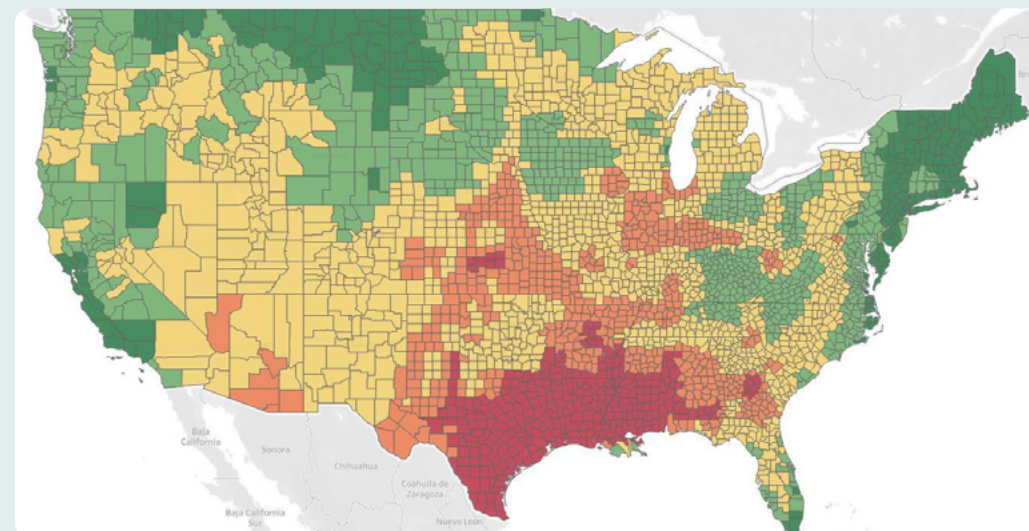 Baja
California
Sonora
Chihuahua
Coahuila de
Zaragoza
Baja California
Sur
Nuevo León